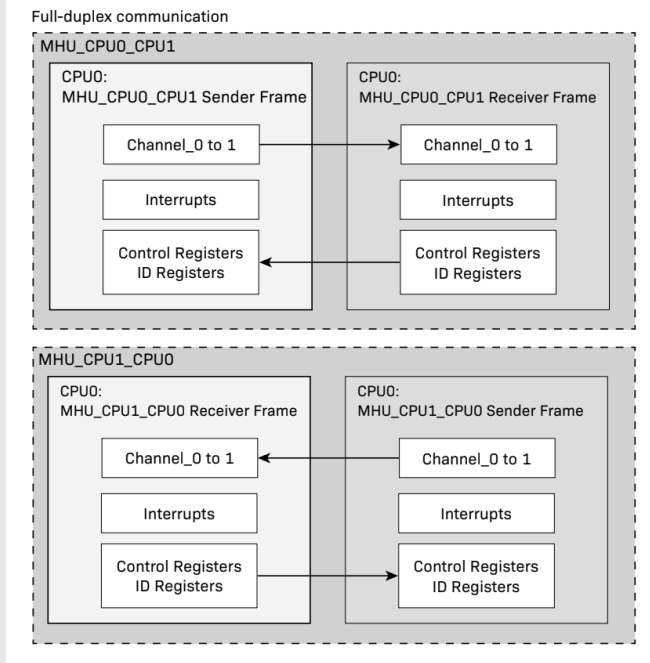 Full-duplex communication
MHU_CPU0_CPU1
CPU0:
MHU_CPU0_CPU1 Sender Frame
Channel_0 to 1
Interrupts
Control Registers
ID Registers
CPU0:
MHU_CPU0_CPU1 Receiver Frame
Channel_0 to 1
Interrupts
Control Registers
ID Registers
MHU_CPU1_CPU0
CPU0:
MHU_CPU1_CPU0 Receiver Frame
Channel_0 to 1
Interrupts
Control Registers
ID Registers
CPU0:
MHU_CPU1_CPU0 Sender Frame
Channel_0 to 1
Interrupts
Control Registers
ID Registers